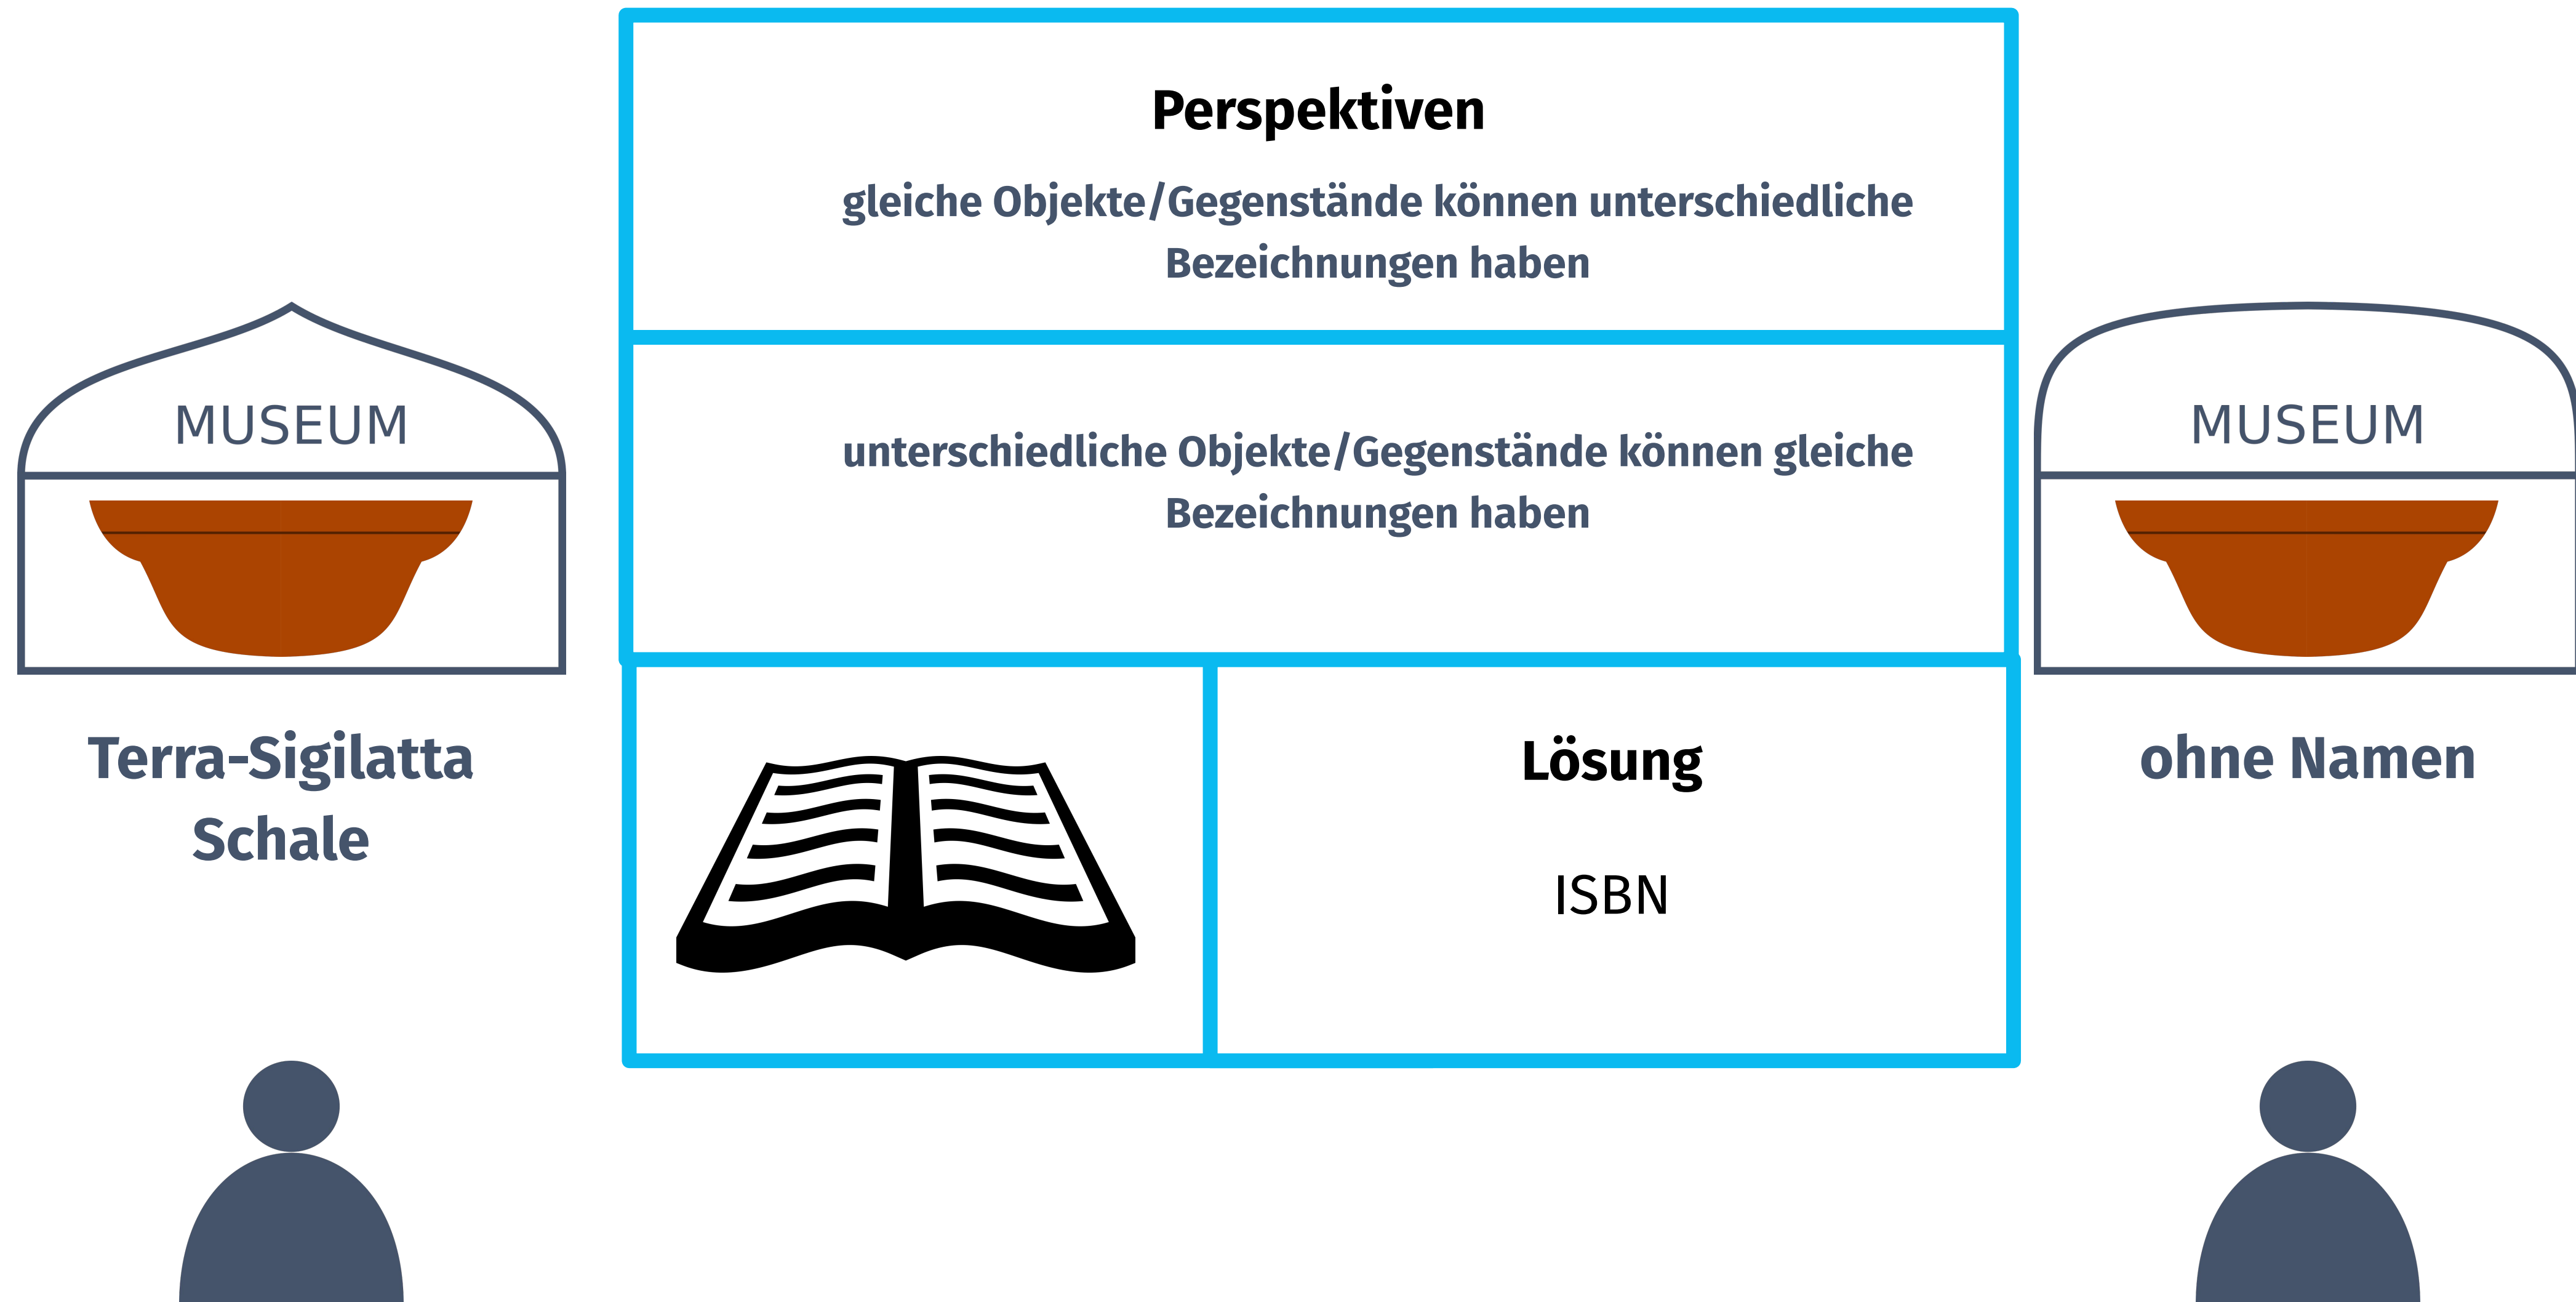 Perspektiven
gleiche Objekte/Gegenstände können unterschiedliche
Bezeichnungen haben
MUSEUM
MUSEUM
unterschiedliche Objekte/Gegenstände können gleiche
Bezeichnungen haben
Terra-Sigilatta
Schale
Lösung
ISBN
ohne Namen